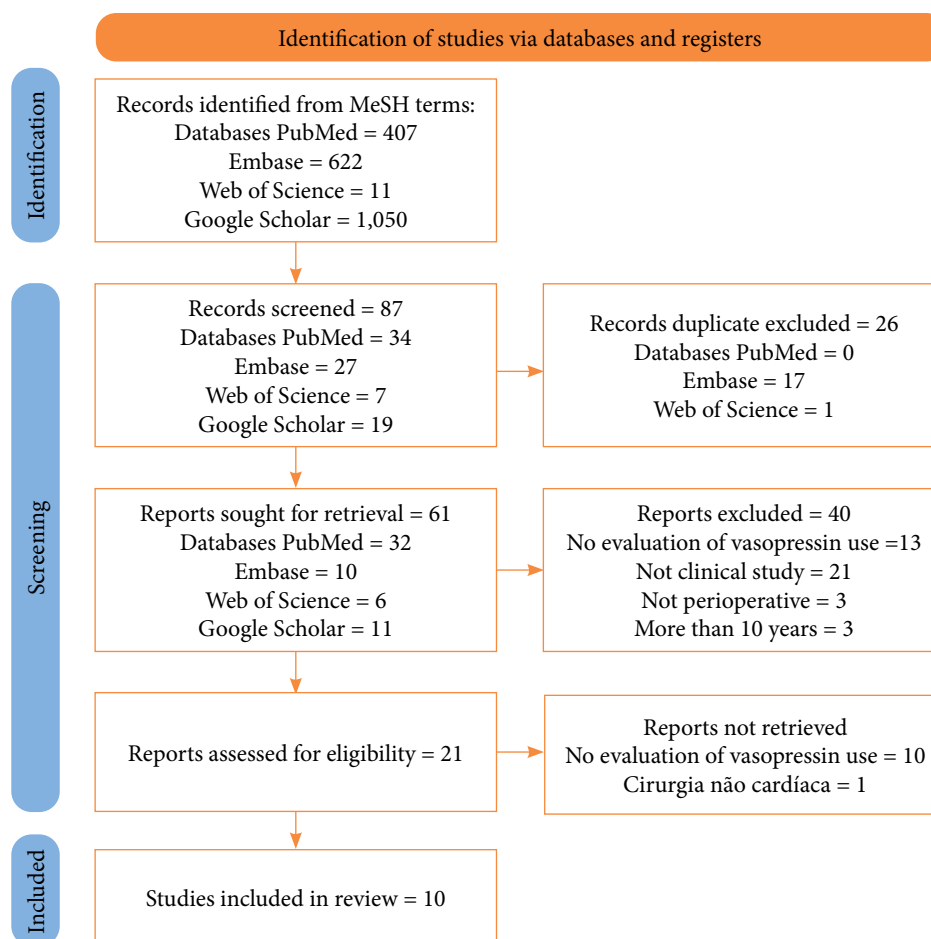 Identification of studies via databases and registers
Identification
Records identified from MeSH terms:
Databases PubMed = 407
Embase = 622
Web of Science = 11
Google Scholar = 1,050
Screening
Records screened = 87
Databases PubMed = 34
Embase = 27
Web of Science = 7
Google Scholar = 19
Records duplicate excluded = 26
Databases PubMed = 0
Embase = 17
Web of Science = 1
Reports sought for retrieval = 61
Databases PubMed = 32
Embase = 10
Web of Science = 6
Google Scholar = 11
Reports excluded = 40
No evaluation of vasopressin use =13
Not clinical study = 21
Not perioperative = 3
More than 10 years = 3
Reports assessed for eligibility = 21
Reports not retrieved
No evaluation of vasopressin use = 10
Cirurgia não cardíaca = 1
Included
Studies included in review = 10